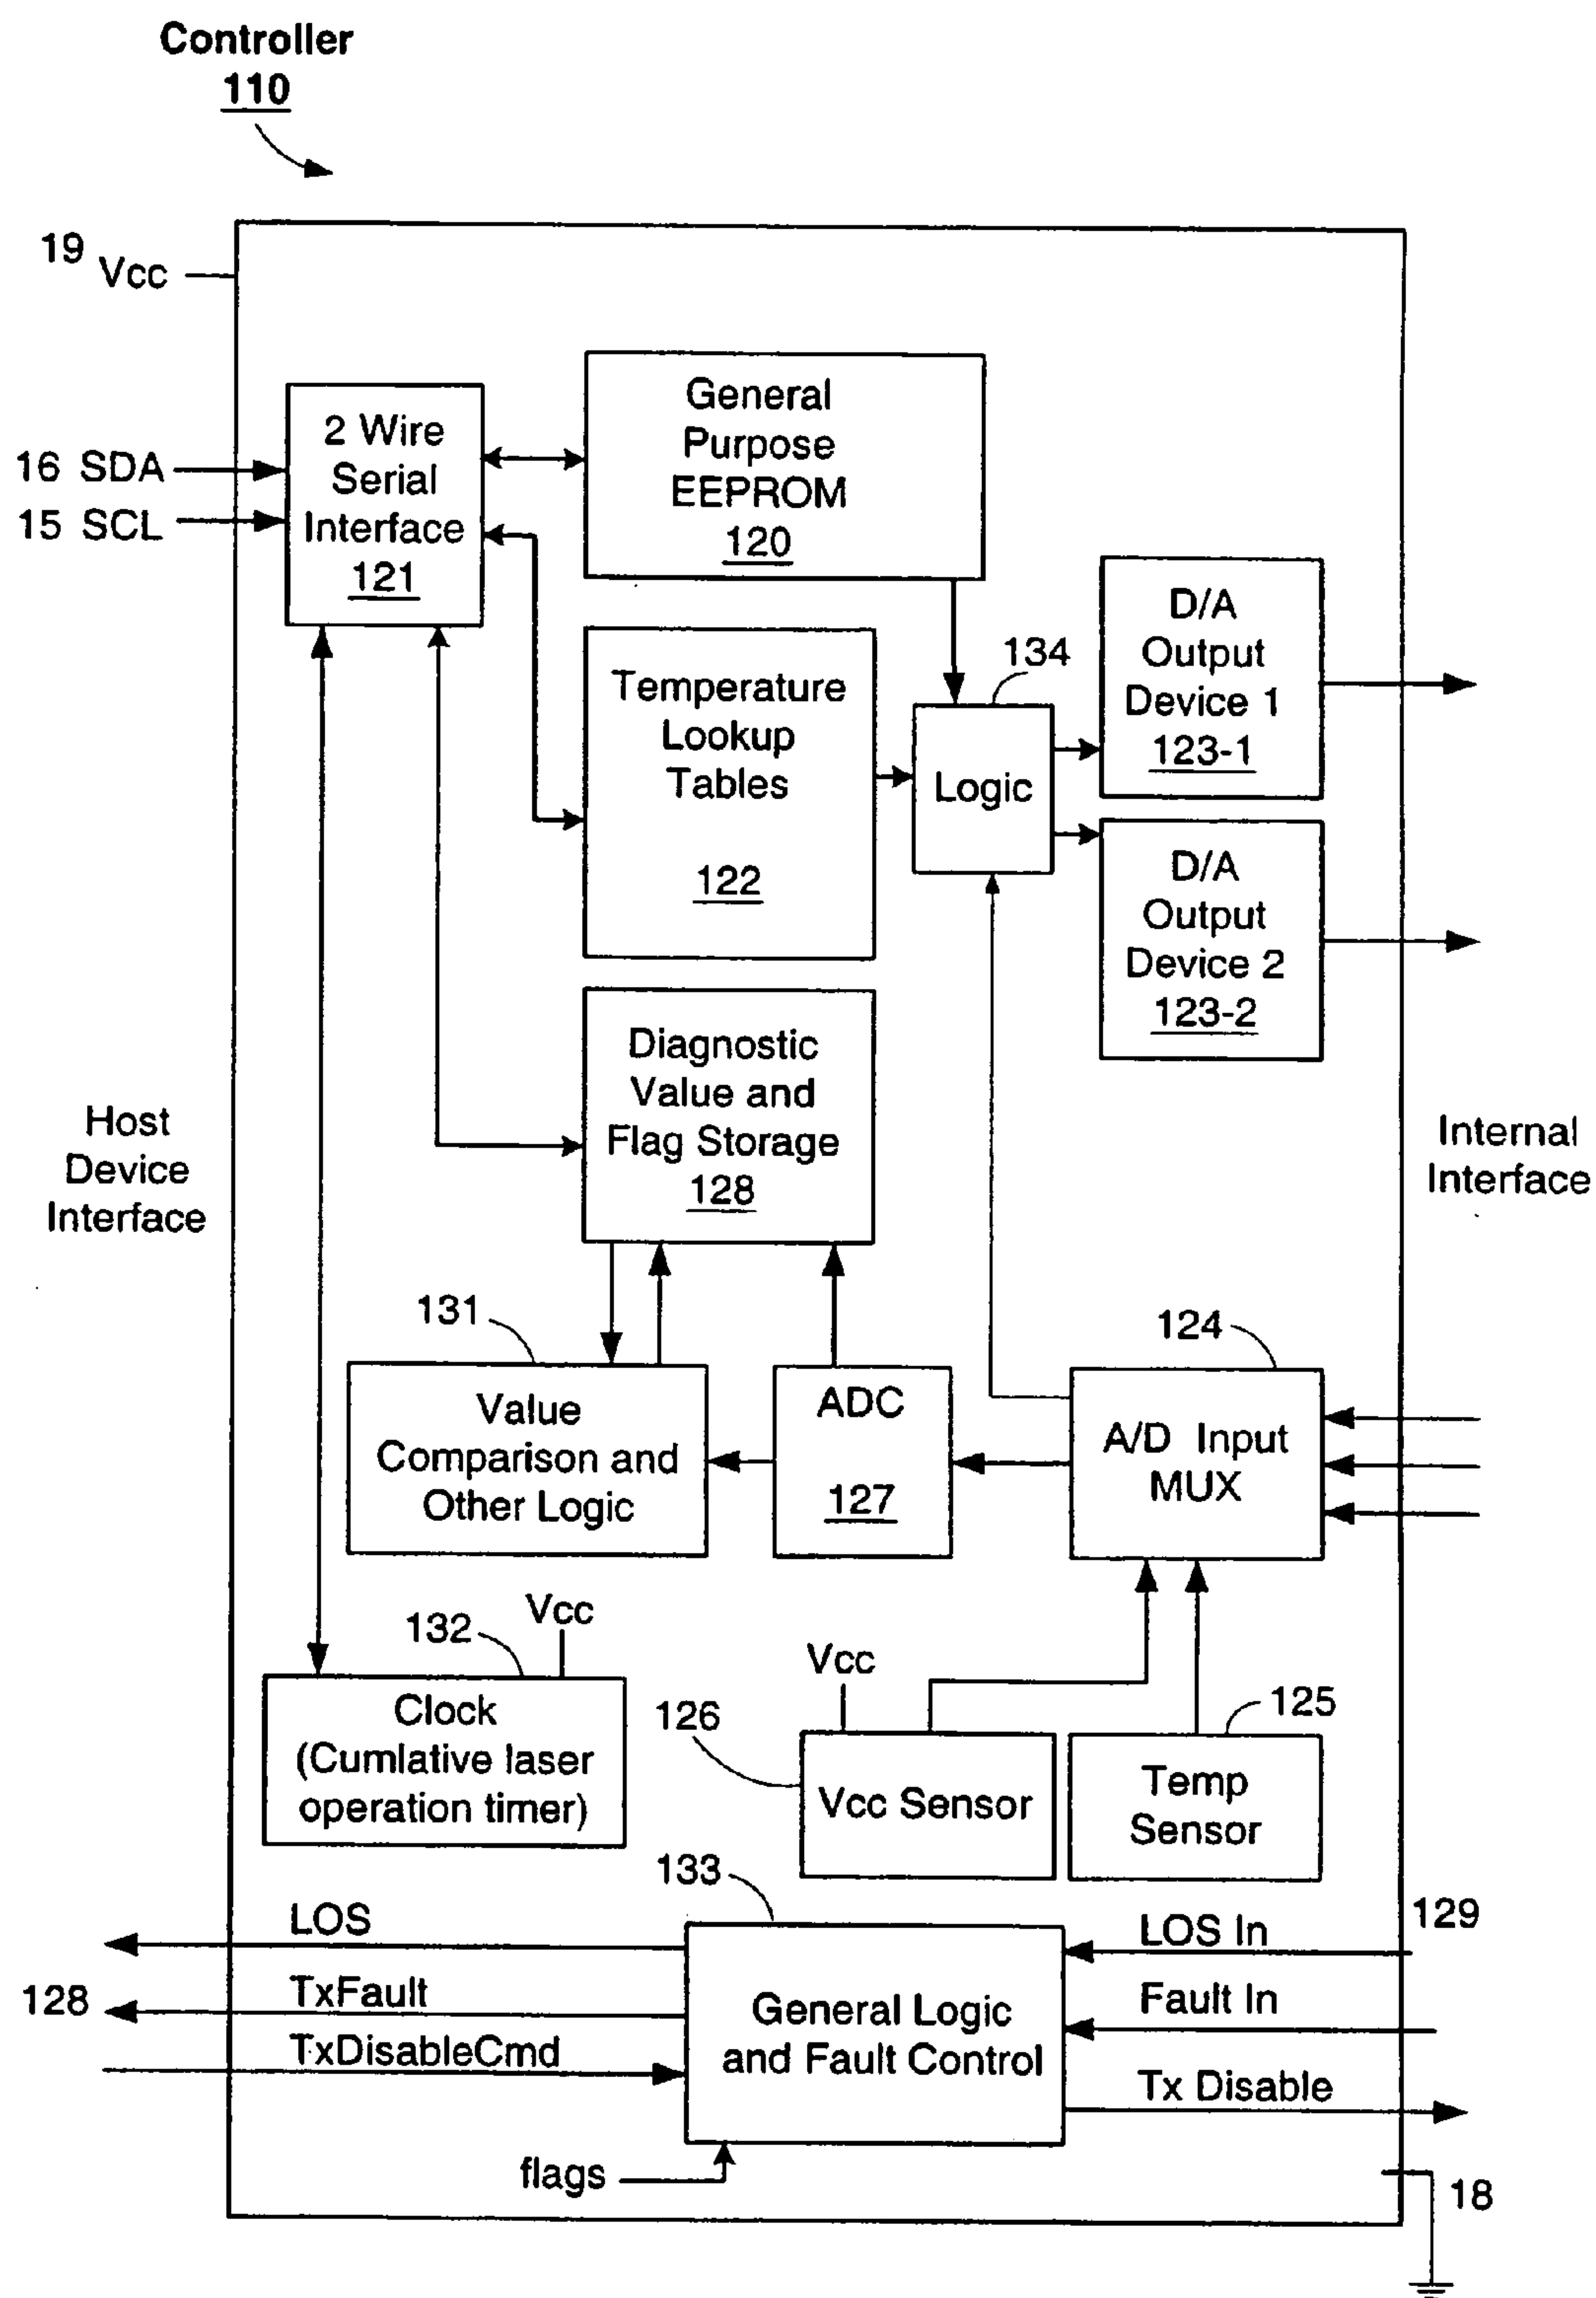 Controller
110
19
Vcc
16 SDA
15 SCL
2 Wire
Serial
Interface
121
General
Purpose
EEPROM
120
Temperature
Lookup
Tables
122
134
Logic
D/A
Output
Device 1
123-1
D/A
Output
Device 2
123-2
Host
Device
Interface
Diagnostic
Value and
Flag Storage
128
Internal
Interface
131
Value
Comparison and
Other Logic
ADC
127
124
A/D Input
MUX
132
Vcc
Clock
(Cumlative laser
operation timer)
Vcc
126
Vcc Sensor
125
Temp
Sensor
133
129
LOS
LOS In
128
TxFault
Fault In
TxDisableCmd
General Logic
and Fault Control
Tx Disable
flags
18